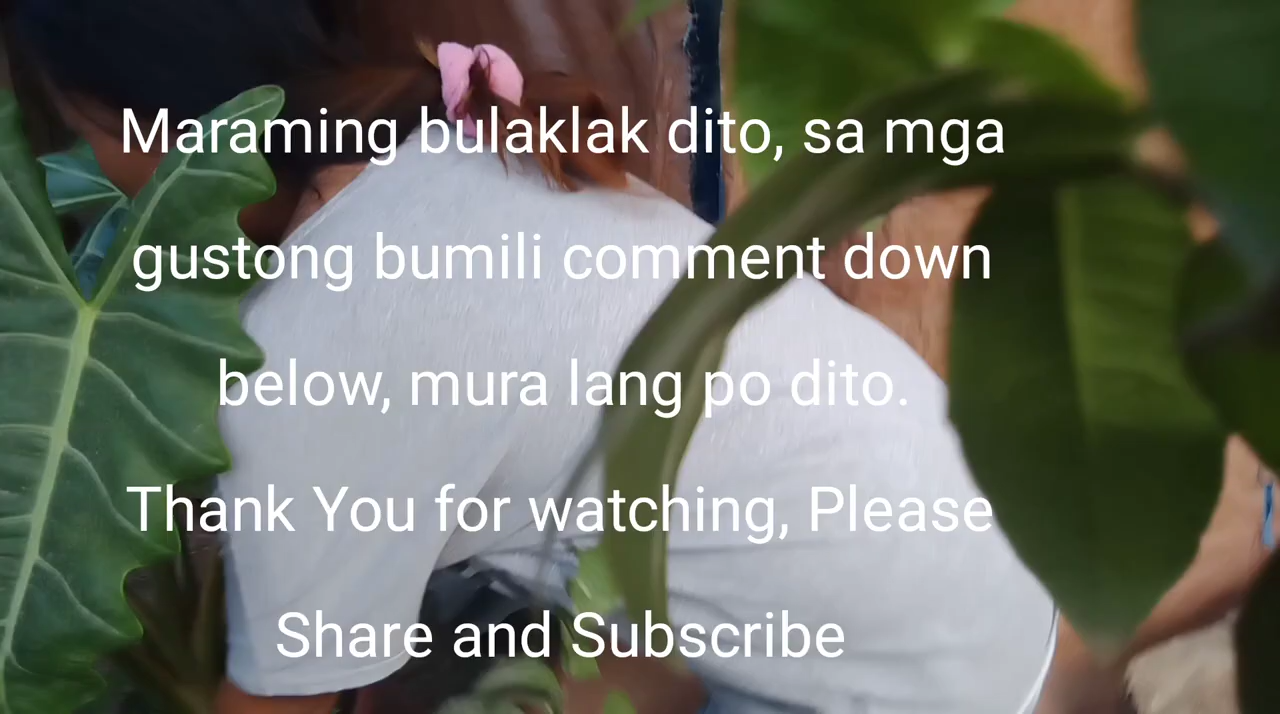 Maraming bulaklak dito, sa mga
gustong bumili comment down
below, mura lang po dito.
Thank You for watching, Please
Share and Subscribe